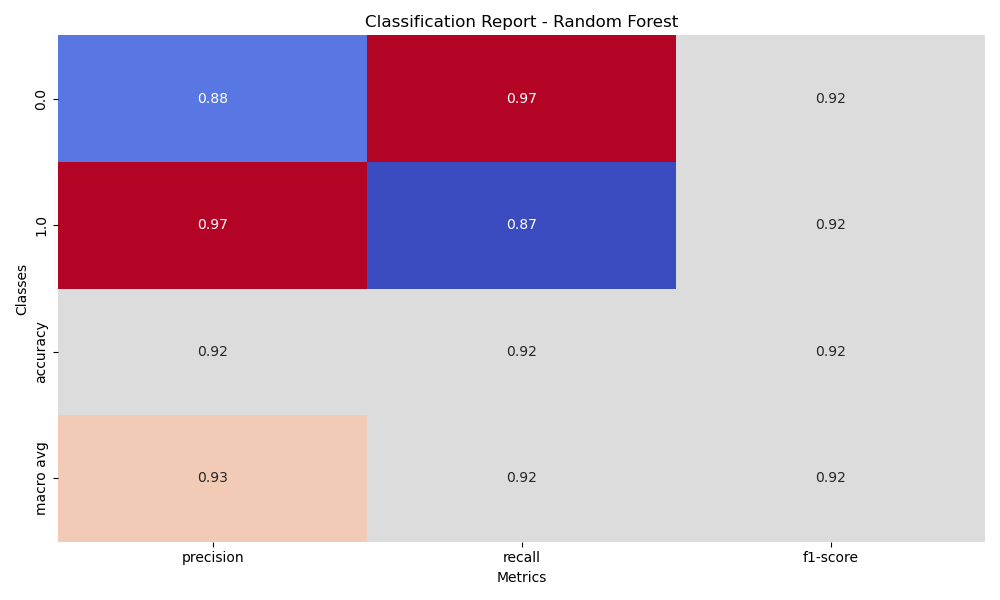 Classification Report - Random Forest
Classes
0.0
0.88
0.97
0.92
1.0
0.97
0.87
0.92
accuracy
0.92
0.92
0.92
macro avg
0.93
0.92
0.92
precision
recall
f1-score
Metrics